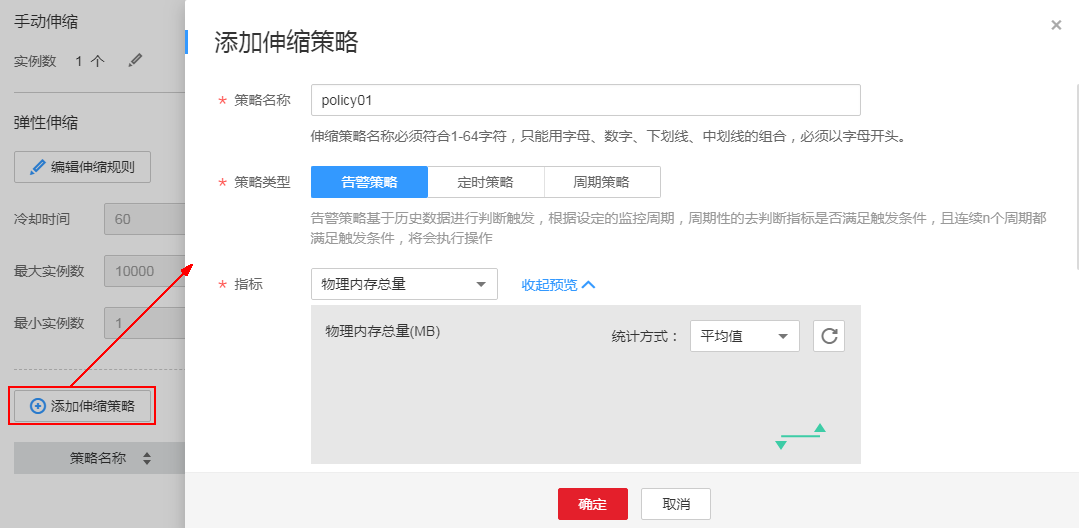 手动伸缩
实例数 1 个
弹性伸缩
编辑伸缩规则
冷却时间 60
最大实例数 10000
最小实例数 1
添加伸缩策略
策略名称
添加伸缩策略
* 策略名称 policy01
伸缩策略名称必须符合1-64字符，只能用字母、数字、下划线、中划线的组合，必须以字母开头。
* 策略类型 告警策略 定时策略 周期策略
告警策略基于历史数据进行判断触发，根据设定的监控周期，周期性的去判断指标是否满足触发条件，且连续n个周期都
满足触发条件，将会执行操作
* 指标 物理内存总量 收起预览
物理内存总量(MB) 统计方式： 平均值
确定 取消